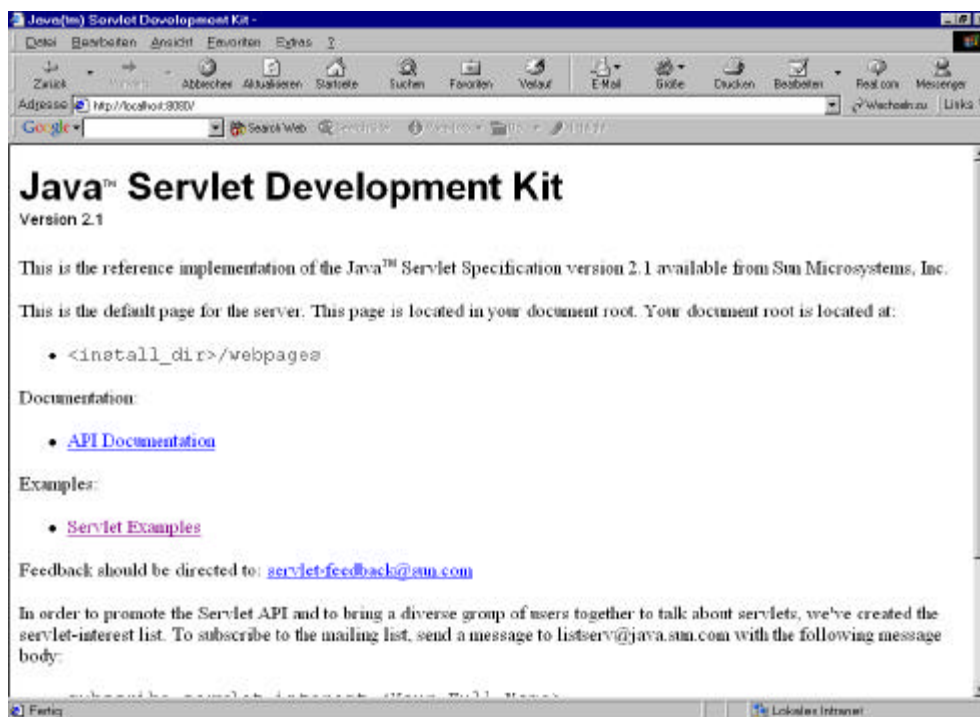 Java(tm) Servlet Development Kit -
Datei Bearbeiten Ansicht Favoriten Extras ?
Zurück Abbrechen Aktualisieren Startseite Suchen Favoriten Verlauf E-Mail Größe Drucken Bearbeiten Real.com Messenger
Adresse http://localhost:8080/ Wechseln zu Links
Google Search Web
Java™ Servlet Development Kit
Version 2.1
This is the reference implementation of the Java™ Servlet Specification version 2.1 available from Sun Microsystems, Inc.
This is the default page for the server. This page is located in your document root. Your document root is located at:
• <install_dir>/webpages
Documentation:
• API Documentation
Examples:
• Servlet Examples
Feedback should be directed to: servlet-feedback@sun.com
In order to promote the Servlet API and to bring a diverse group of users together to talk about servlets, we've created the
servlet-interest list. To subscribe to the mailing list, send a message to listserv@java.sun.com with the following message
body:
subscribe servlet-interest <Your Full Name>
Fertig Lokales Intranet